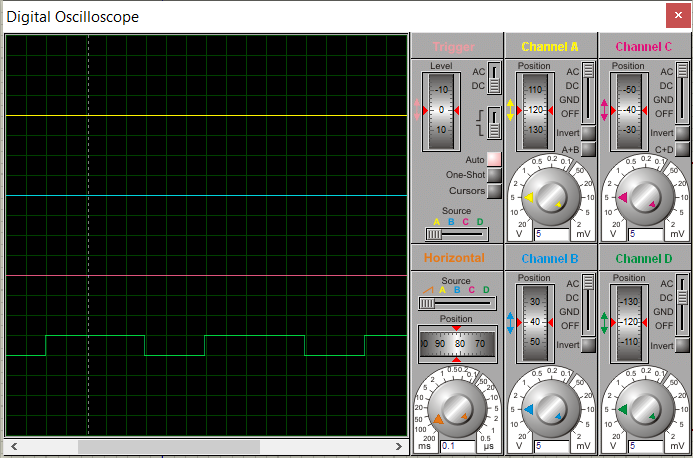 Digital Oscilloscope
Trigger
Level
-10
0
10
AC
DC
Auto
One-Shot
Cursors
Source
A B C D
Channel A
Position
110
-120
130
AC
DC
GND
OFF
Invert
A+B
20 10 5 2 1 0.5 0.2 0.1 50 20 10 5 2
V 5 mV
Channel C
Position
-50
-40
-30
AC
DC
GND
OFF
Invert
C+D
20 10 5 2 1 0.5 0.2 0.1 50 20 10 5 2
V 5 mV
Horizontal
Source
A B C D
Position
90 80 70
200 100 50 20 10 5 2 1 0.5 0.2 0.1 50 20 10 5 2 1 0.5
ms 0.1 µs
Channel B
Position
30
40
50
AC
DC
GND
OFF
Invert
20 10 5 2 1 0.5 0.2 0.1 50 20 10 5 2
V 5 mV
Channel D
Position
-130
-120
-110
AC
DC
GND
OFF
Invert
20 10 5 2 1 0.5 0.2 0.1 50 20 10 5 2
V 5 mV